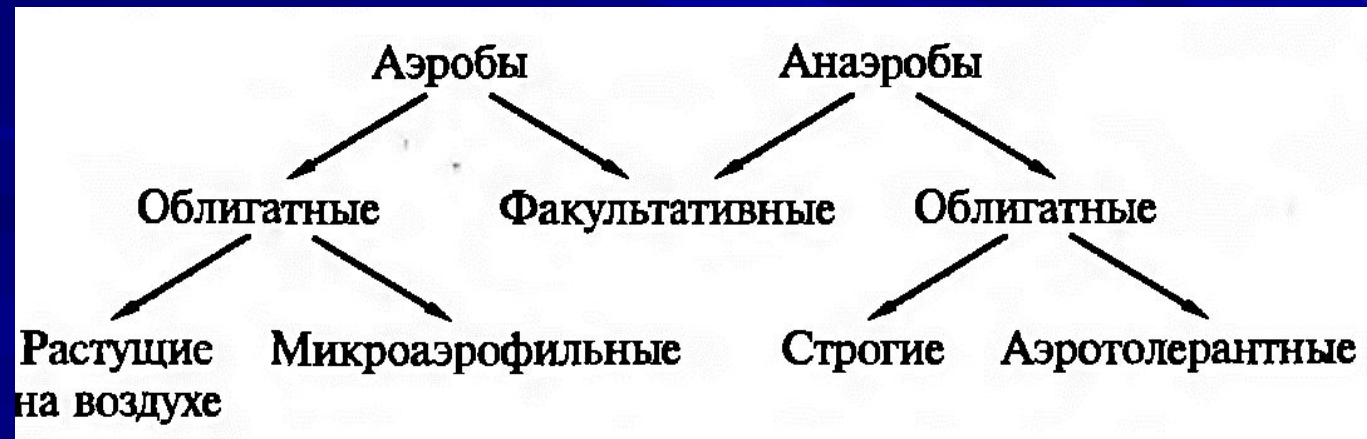 Аэробы Анаэробы
Облигатные Факультативные Облигатные
Растущие Микроаэрофильные Строгие Аэротолерантные
на воздухе